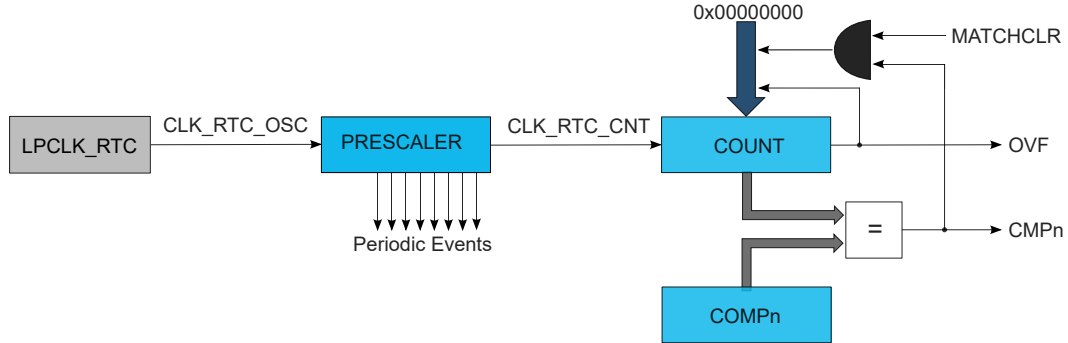 0x00000000
MATCHCLR
LPCLK_RTC
CLK_RTC_OSC
PRESCALER
CLK_RTC_CNT
COUNT
OVF
Periodic Events
=
CMPn
COMPn